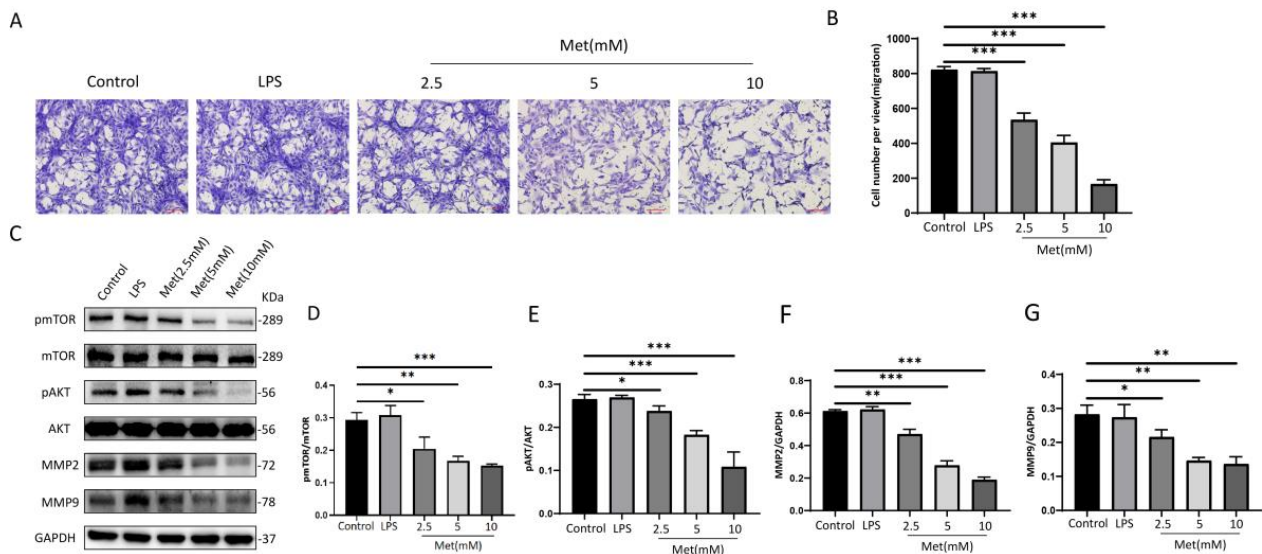 A
Met(mM)
Control
LPS
2.5
5
10
B
***
***
***
Cell number per view(migration)
1000
800
600
400
200
0
Control
LPS
2.5
5
10
Met(mM)
C
Control
LPS
Met(2.5mM)
Met(5mM)
Met(10mM)
KDa
pmTOR
-289
mTOR
-289
pAKT
-56
AKT
-56
MMP2
-72
MMP9
-78
GAPDH
-37
D
***
**
*
pmTOR/mTOR
0.4
0.3
0.2
0.1
0.0
Control
LPS
2.5
5
10
Met(mM)
E
***
***
*
pAKT/AKT
0.3
0.2
0.1
0.0
Control
LPS
2.5
5
10
Met(mM)
F
***
***
**
MMP2/GAPDH
0.8
0.6
0.4
0.2
0.0
Control
LPS
2.5
5
10
Met(mM)
G
**
**
*
MMP9/GAPDH
0.4
0.3
0.2
0.1
0.0
Control
LPS
2.5
5
10
Met(mM)